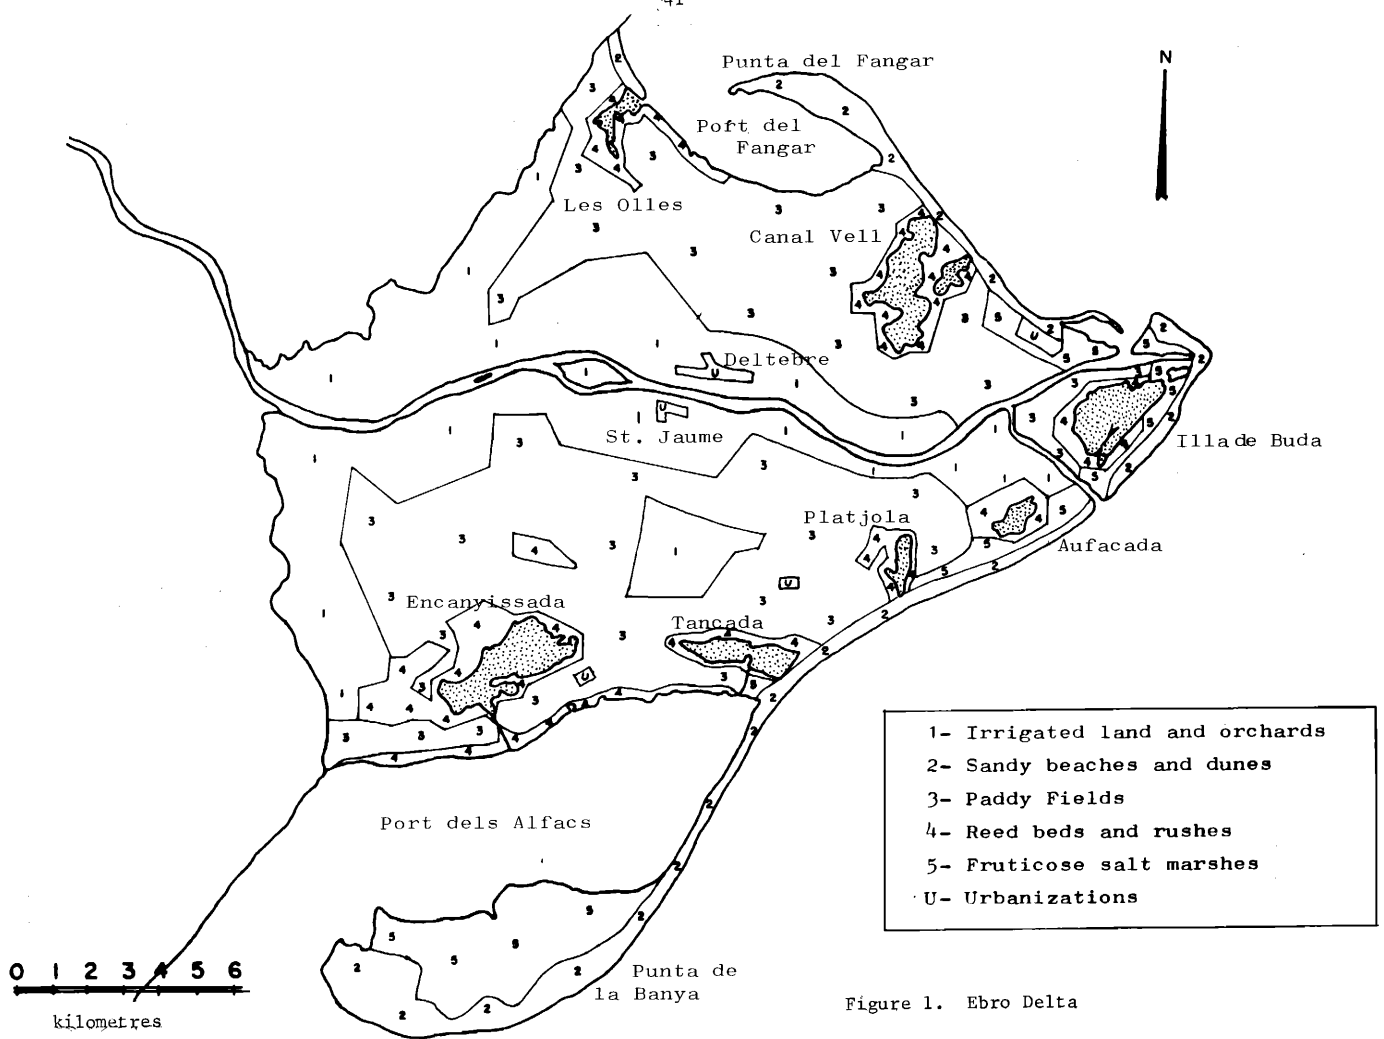 41
Punta del Fangar
N
Port del
Fangar
Les Olles
Canal Vell
Deltebre
St. Jaume
Illa de Buda
Platjola
Aufacada
Encanyissada
Tancada
1- Irrigated land and orchards
2- Sandy beaches and dunes
3- Paddy Fields
4- Reed beds and rushes
5- Fruticose salt marshes
U- Urbanizations
Port dels Alfacs
Punta de
la Banya
0 1 2 3 4 5 6
kilometres
Figure 1. Ebro Delta